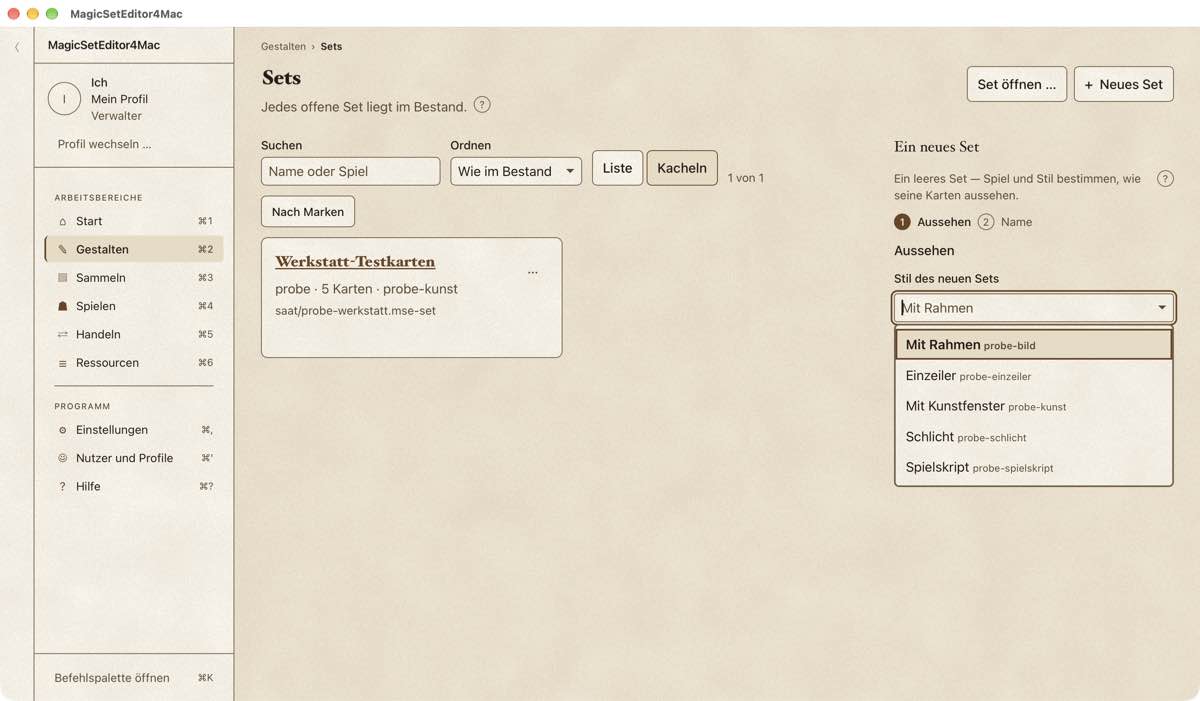 MagicSetEditor4Mac
MagicSetEditor4Mac
I
Ich
Mein Profil
Verwalter
Profil wechseln ...
ARBEITSBEREICHE
Start ⌘1
Gestalten ⌘2
Sammeln ⌘3
Spielen ⌘4
Handeln ⌘5
Ressourcen ⌘6
PROGRAMM
Einstellungen ⌘,
Nutzer und Profile ⌘'
? Hilfe ⌘?
Befehlspalette öffnen ⌘K
Gestalten › Sets
Sets
Jedes offene Set liegt im Bestand. ?
Set öffnen ...
+ Neues Set
Suchen
Name oder Spiel
Ordnen
Wie im Bestand
Liste
Kacheln
1 von 1
Nach Marken
Werkstatt-Testkarten
...
probe · 5 Karten · probe-kunst
saat/probe-werkstatt.mse-set
Ein neues Set
Ein leeres Set — Spiel und Stil bestimmen, wie
seine Karten aussehen.
?
1 Aussehen 2 Name
Aussehen
Stil des neuen Sets
Mit Rahmen
Mit Rahmen probe-bild
Einzeiler probe-einzeiler
Mit Kunstfenster probe-kunst
Schlicht probe-schlicht
Spielskript probe-spielskript